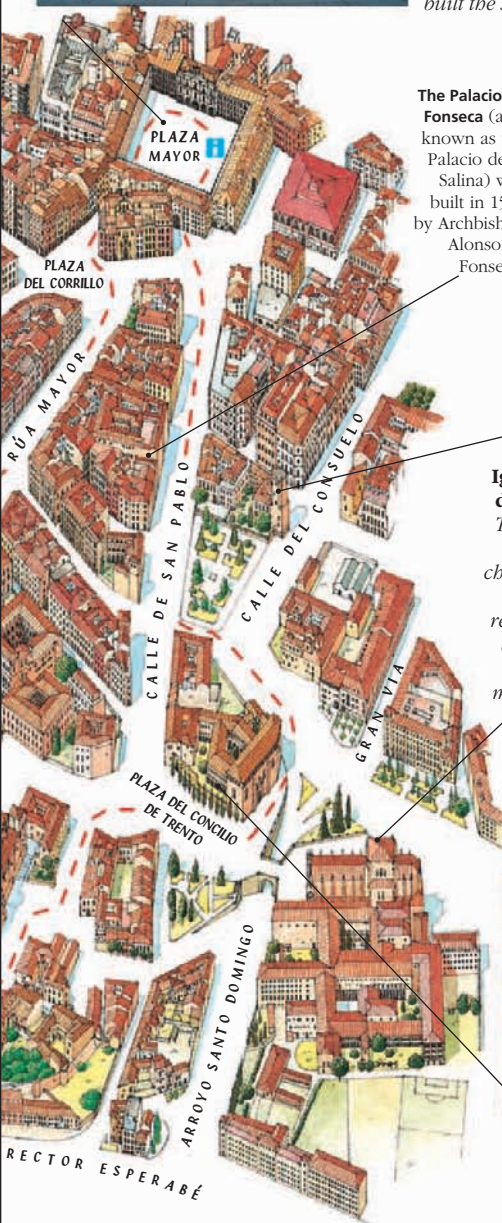 built the
The Palacio
Fonseca (a
known as
Palacio de
Salina) w
built in 15
by Archbish
Alonso
Fonse
PLAZA
MAYOR
i
PLAZA
DEL CORRILLO
RÚA MAYOR
CALLE DE SAN PABLO
CALLE DEL CONSUELO
Ig
d
T
ch
re
m
GRAN VIA
PLAZA DEL CONCILIO
DE TRENTO
ARROYO SANTO DOMINGO
RECTOR ESPERABÉ